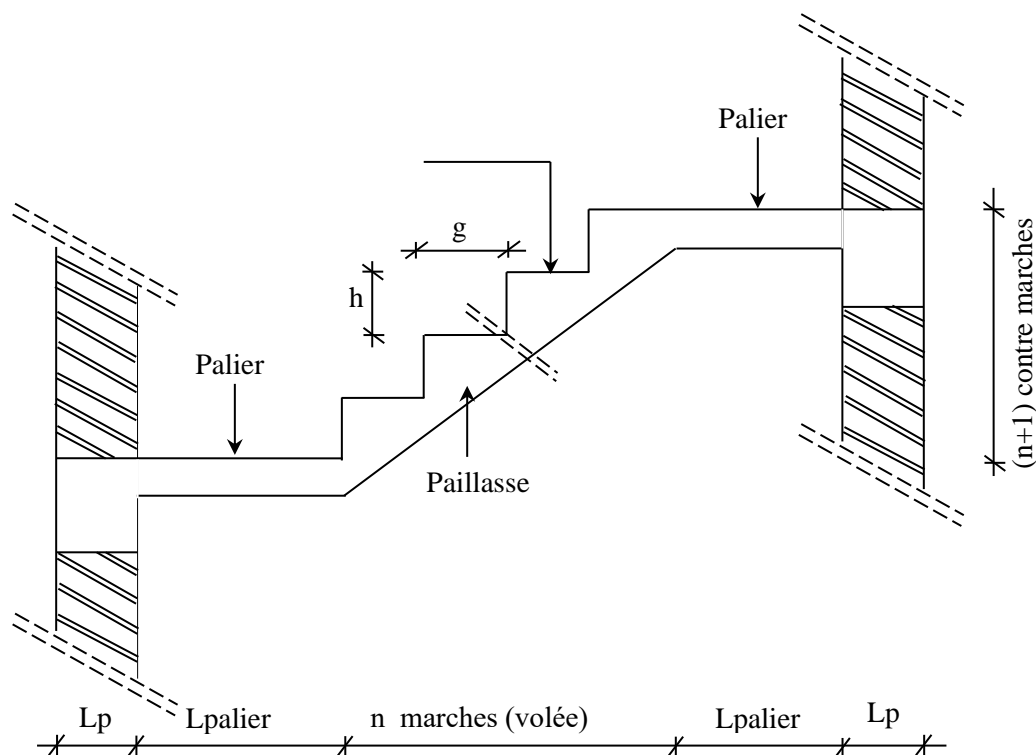 Palier
g
h
Palier
Paillasse
(n+1) contre marches
Lp
Lpalier
n marches (volée)
Lpalier
Lp